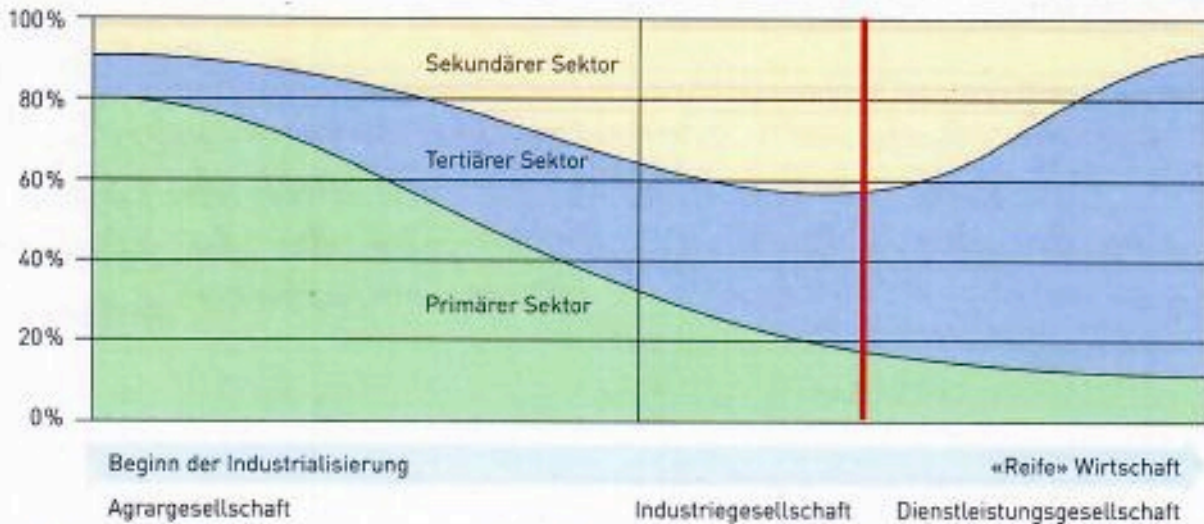 100%
Sekundärer Sektor
80%
Tertiärer Sektor
60%
40%
Primärer Sektor
20%
0%
Beginn der Industrialisierung «Reife» Wirtschaft
Agrargesellschaft Industriegesellschaft Dienstleistungsgesellschaft